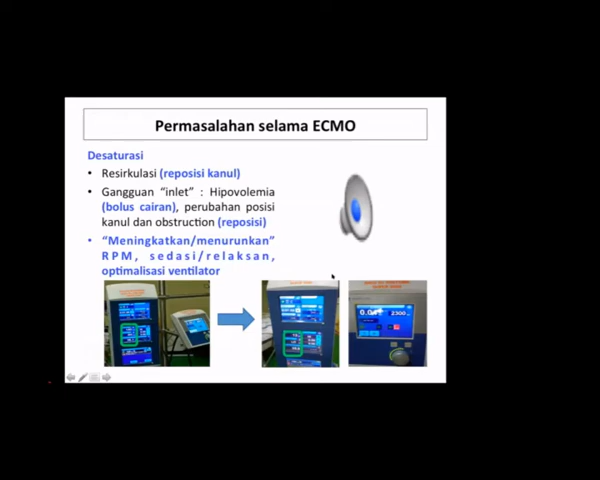 Permasalahan selama ECMO
Desaturasi
• Resirkulasi (reposisi kanul)
• Gangguan “inlet” : Hipovolemia
(bolus cairan), perubahan posisi
kanul dan obstruction (reposisi)
• “Meningkatkan/menurunkan”
RPM, sedasi/relaksan,
optimalisasi ventilator
2300